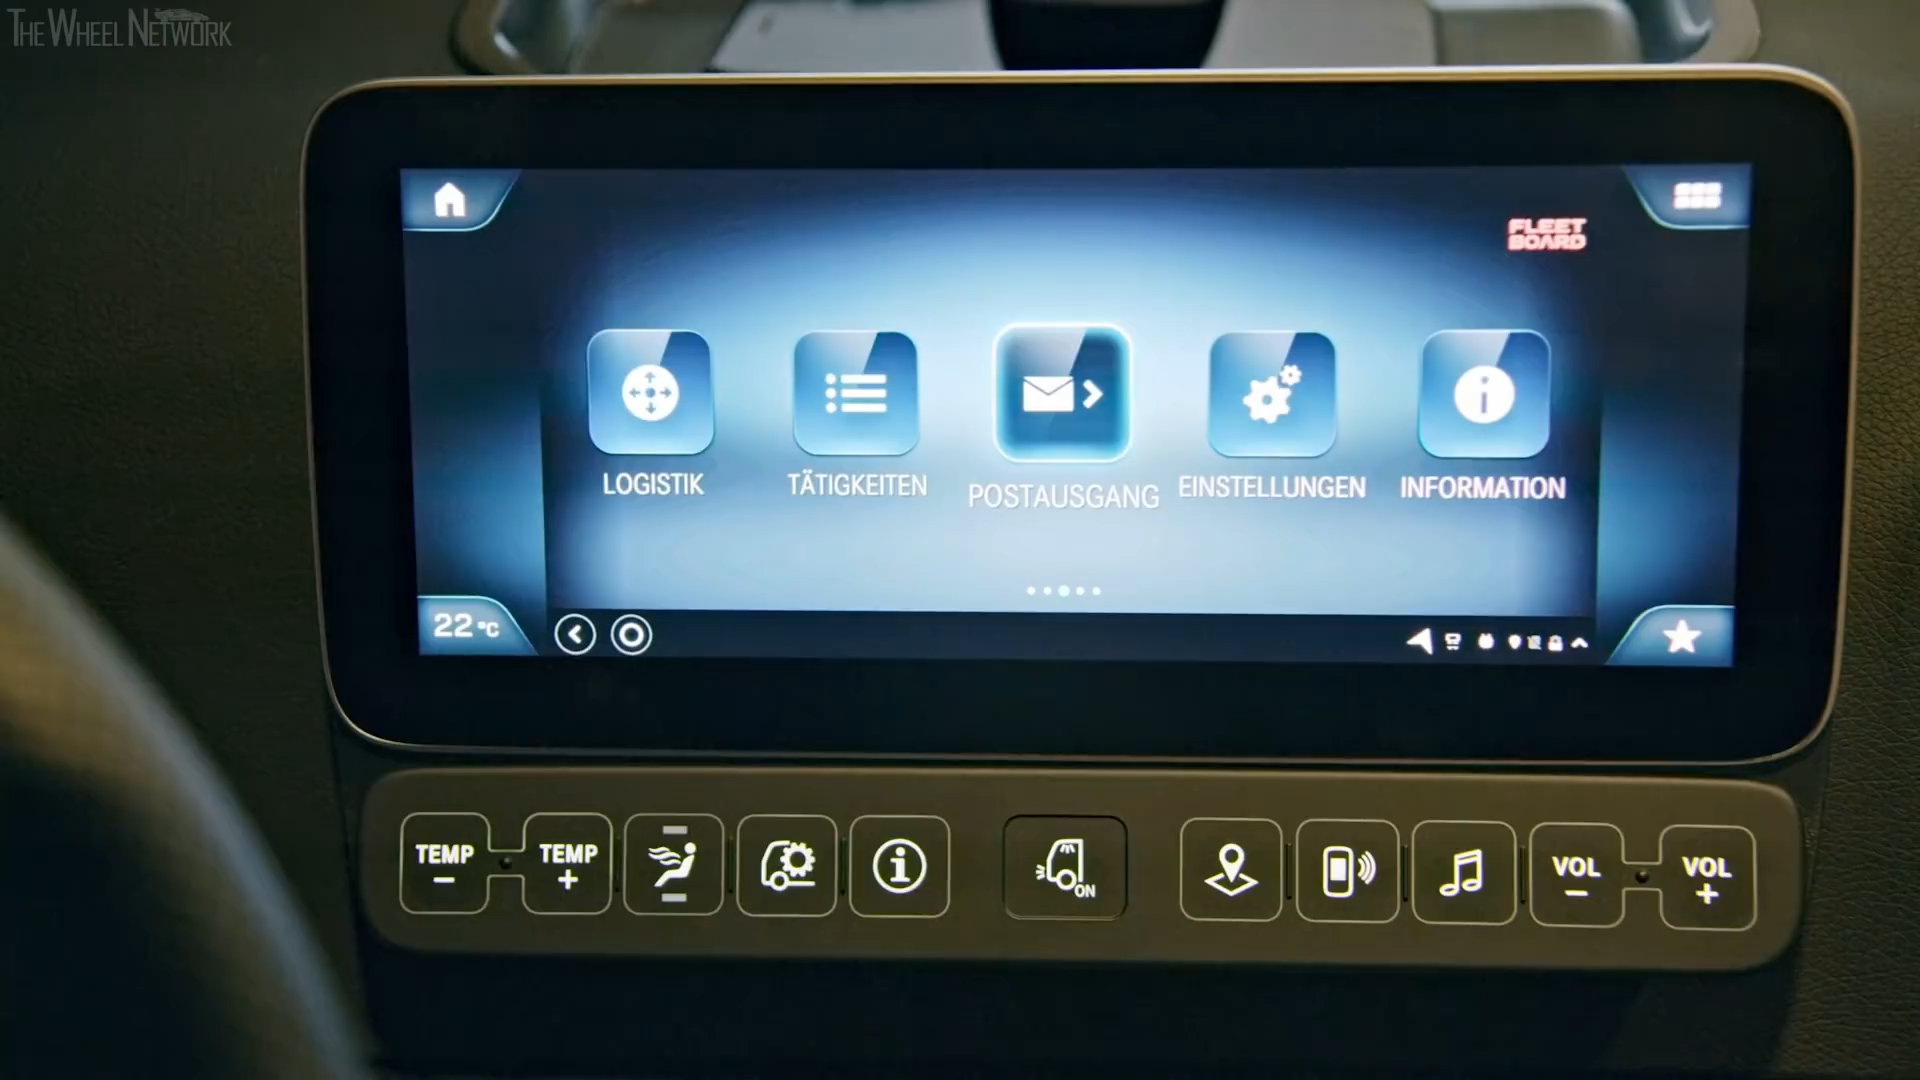 THE WHEEL NETWORK
FLEET
BOARD
LOGISTIK
TÄTIGKEITEN
POSTAUSGANG
EINSTELLUNGEN
INFORMATION
22 °C
TEMP
−
TEMP
+
ON
VOL
−
VOL
+